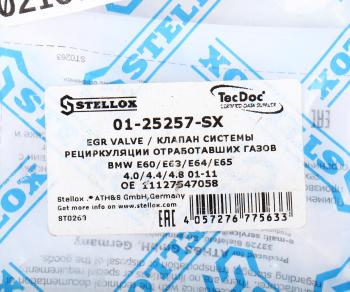 STELLOX
TecDoc
CERTIFIED DATA SUPPLIER
01-25257-SX
EGR VALVE / КЛАПАН СИСТЕМЫ
РЕЦИРКУЛЯЦИИ ОТРАБОТАВШИХ ГАЗОВ
BMW E60/E63/E64/E65
4.0/4.4/4.8 01-11
OE 11127547058
Stellox .® ATH&S GmbH,Germany
Get more info on www.stellox.com
ST0263
EAC
4 057276 775633